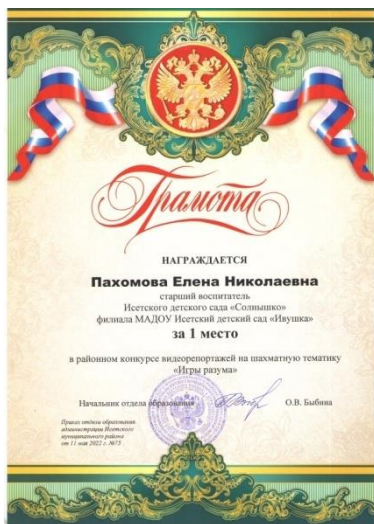 Грамота
НАГРАЖДАЕТСЯ
Пахомова Елена Николаевна
старший воспитатель
Исетского детского сада «Солнышко»
филиала МАДОУ Исетский детский сад «Ивушка»
за 1 место
в районном конкурсе видеорепортажей на шахматную тематику
«Игры разума»
Начальник отдела образования О.В. Быбина
Приказ отдела образования
администрации Исетского
муниципального района
от 11 мая 2022 г. №73